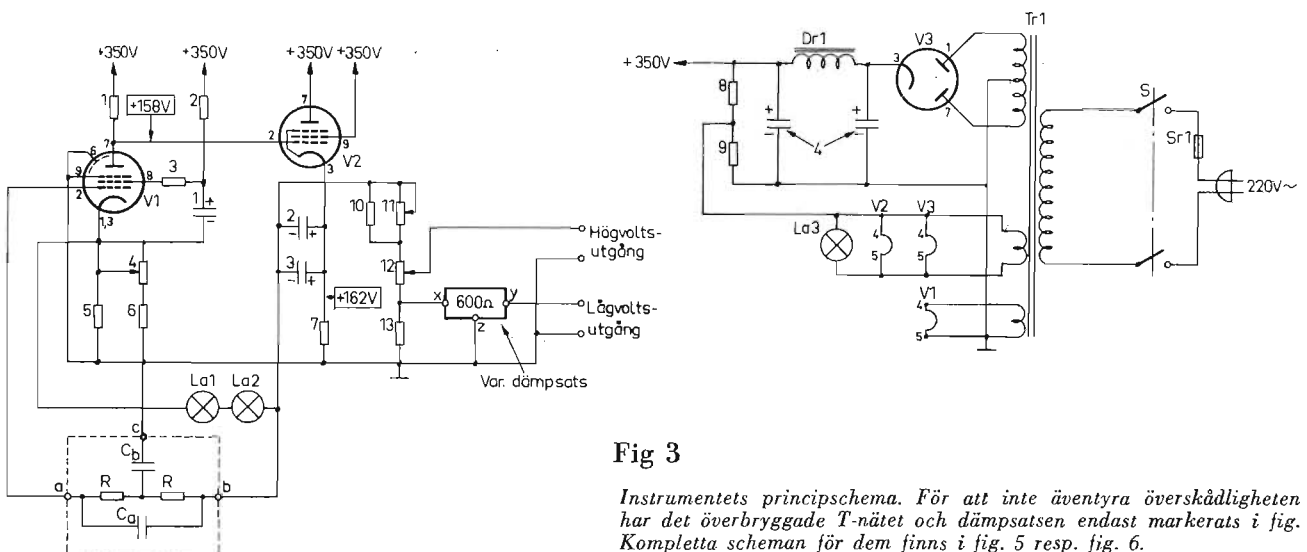 +350V
+350V
1
+158V
2
7
6
9
2
8
3
V1
1
+
−
1,3
4
5
6
+350V +350V
7
2
9
V2
3
10
11
2
− +
3
− +
+162V
12
7
13
x
600Ω
y
z
Högvolts-
utgång
Lågvolts-
utgång
Var. dämpsats
La1
La2
c
Cb
a
R
R
b
Ca
+350V
Dr1
V3
Tr1
3
1
7
8
9
+
4
+
S
Sr1
220V~
La3
V2
4
5
V3
4
5
V1
4
5
Fig 3
Instrumentets principschema. För att inte äventyra överskådligheten
har det överbryggade T-nätet och dämpsatsen endast markerats i fig.
Kompletta scheman för dem finns i fig. 5 resp. fig. 6.